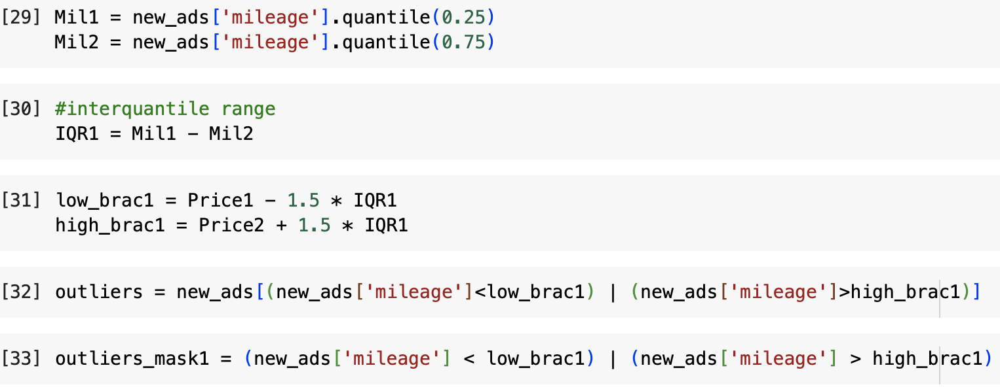 [29] Mil1 = new_ads['mileage'].quantile(0.25)
Mil2 = new_ads['mileage'].quantile(0.75)
[30] #interquantile range
IQR1 = Mil1 − Mil2
[31] low_brac1 = Price1 − 1.5 * IQR1
high_brac1 = Price2 + 1.5 * IQR1
[32] outliers = new_ads[(new_ads['mileage']<low_brac1) | (new_ads['mileage']>high_brac1)]
[33] outliers_mask1 = (new_ads['mileage'] < low_brac1) | (new_ads['mileage'] > high_brac1)